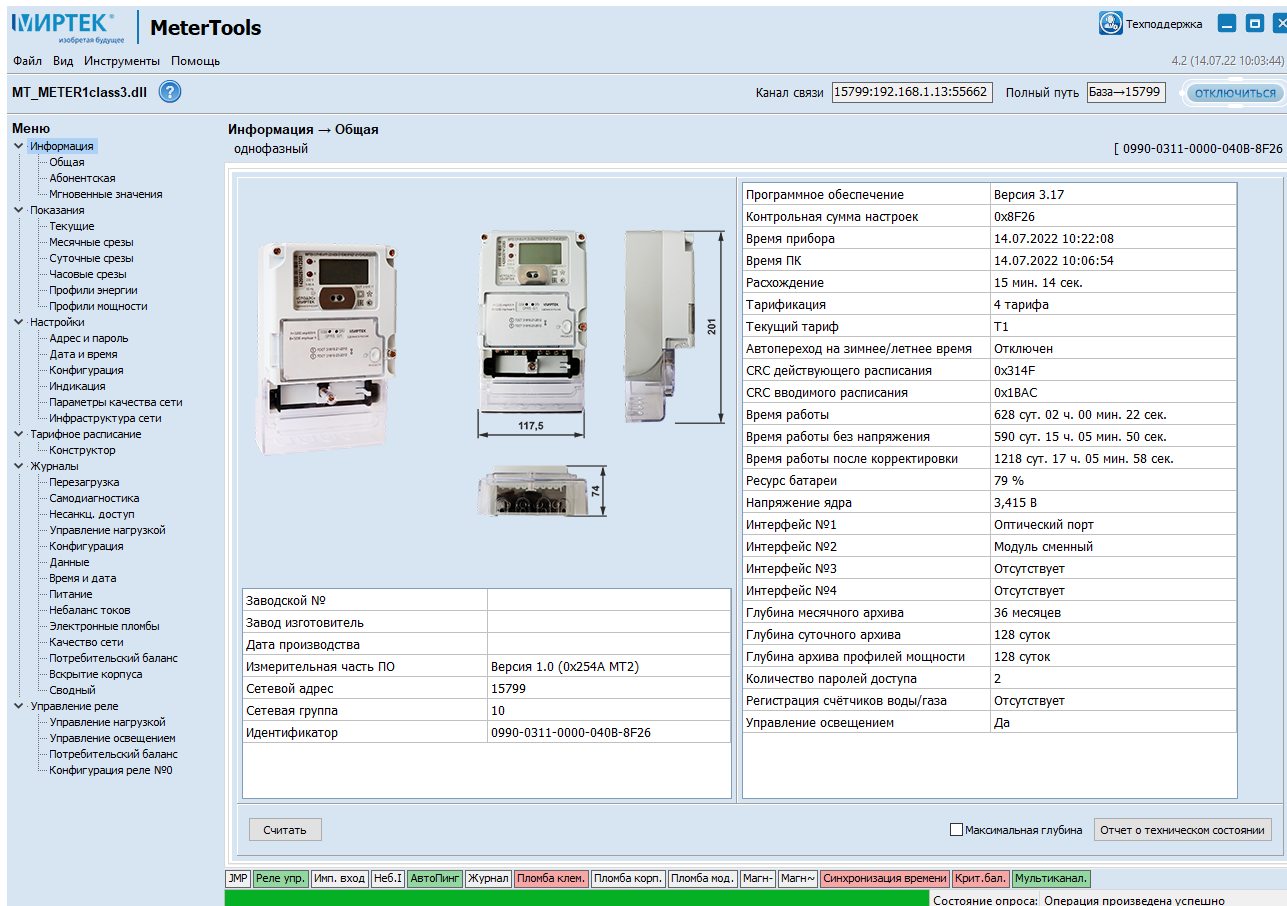 МИРТЕК®
изобретая будущее
MeterTools
Техподдержка
Файл Вид Инструменты Помощь
4.2 (14.07.22 10:03:44)
MT_METER1class3.dll ?
Канал связи 15799:192.168.1.13:55662 Полный путь База→15799 ОТКЛЮЧИТЬСЯ
Меню
Информация
Общая
Абонентская
Мгновенные значения
Показания
Текущие
Месячные срезы
Суточные срезы
Часовые срезы
Профили энергии
Профили мощности
Настройки
Адрес и пароль
Дата и время
Конфигурация
Индикация
Параметры качества сети
Инфраструктура сети
Тарифное расписание
Конструктор
Журналы
Перезагрузка
Самодиагностика
Несанкц. доступ
Управление нагрузкой
Конфигурация
Данные
Время и дата
Питание
Небаланс токов
Электронные пломбы
Качество сети
Потребительский баланс
Вскрытие корпуса
Сводный
Управление реле
Управление нагрузкой
Управление освещением
Потребительский баланс
Конфигурация реле №0
Информация → Общая
однофазный
[ 0990-0311-0000-040B-8F26
МИРТЕК
МИРТЕК
117,5
201
74
Заводской №
Завод изготовитель
Дата производства
Измерительная часть ПО Версия 1.0 (0x254A MT2)
Сетевой адрес 15799
Сетевая группа 10
Идентификатор 0990-0311-0000-040B-8F26
Программное обеспечение Версия 3.17
Контрольная сумма настроек 0x8F26
Время прибора 14.07.2022 10:22:08
Время ПК 14.07.2022 10:06:54
Расхождение 15 мин. 14 сек.
Тарификация 4 тарифа
Текущий тариф T1
Автопереход на зимнее/летнее время Отключен
CRC действующего расписания 0x314F
CRC вводимого расписания 0x1BAC
Время работы 628 сут. 02 ч. 00 мин. 22 сек.
Время работы без напряжения 590 сут. 15 ч. 05 мин. 50 сек.
Время работы после корректировки 1218 сут. 17 ч. 05 мин. 58 сек.
Ресурс батареи 79 %
Напряжение ядра 3,415 В
Интерфейс №1 Оптический порт
Интерфейс №2 Модуль сменный
Интерфейс №3 Отсутствует
Интерфейс №4 Отсутствует
Глубина месячного архива 36 месяцев
Глубина суточного архива 128 суток
Глубина архива профилей мощности 128 суток
Количество паролей доступа 2
Регистрация счётчиков воды/газа Отсутствует
Управление освещением Да
Считать
Максимальная глубина Отчет о техническом состоянии
JMP Реле упр. Имп. вход Неб.I АвтоПинг Журнал Пломба клем. Пломба корп. Пломба мод. Магн- Магн~ Синхронизация времени Крит.бал. Мультиканал.
Состояние опроса: Операция произведена успешно